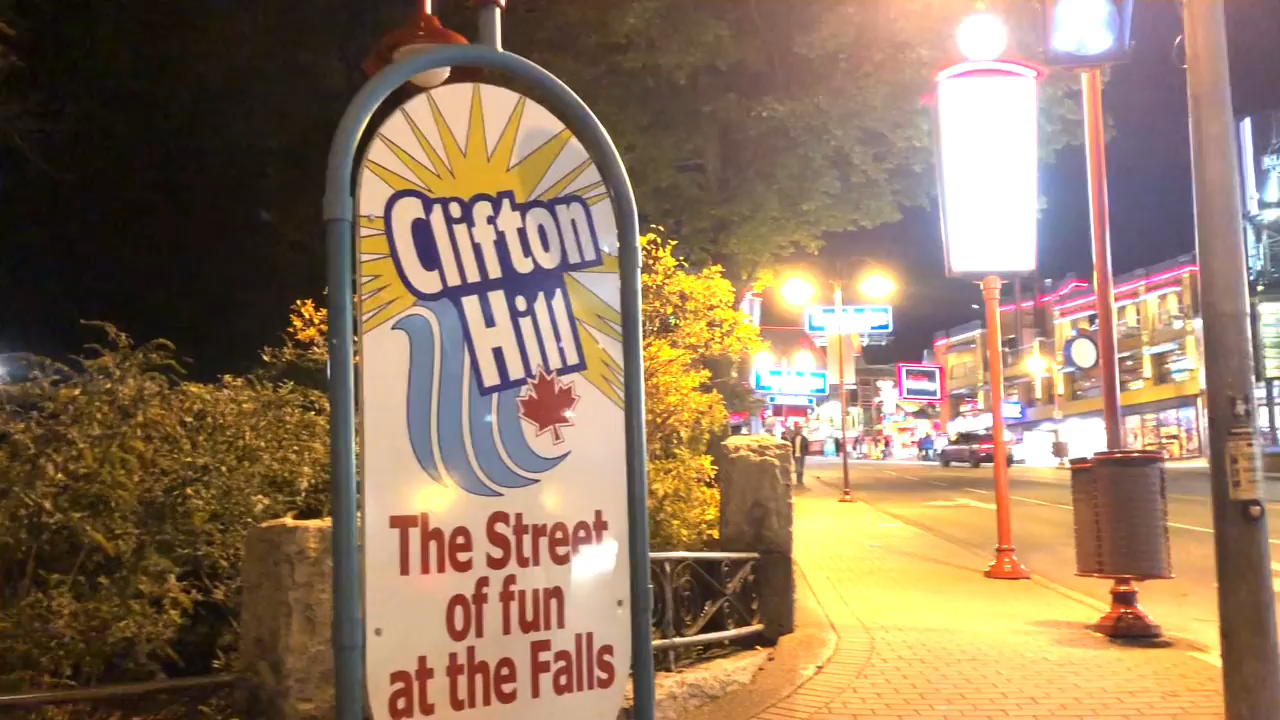 Clifton
Hill
The Street
of fun
at the Falls